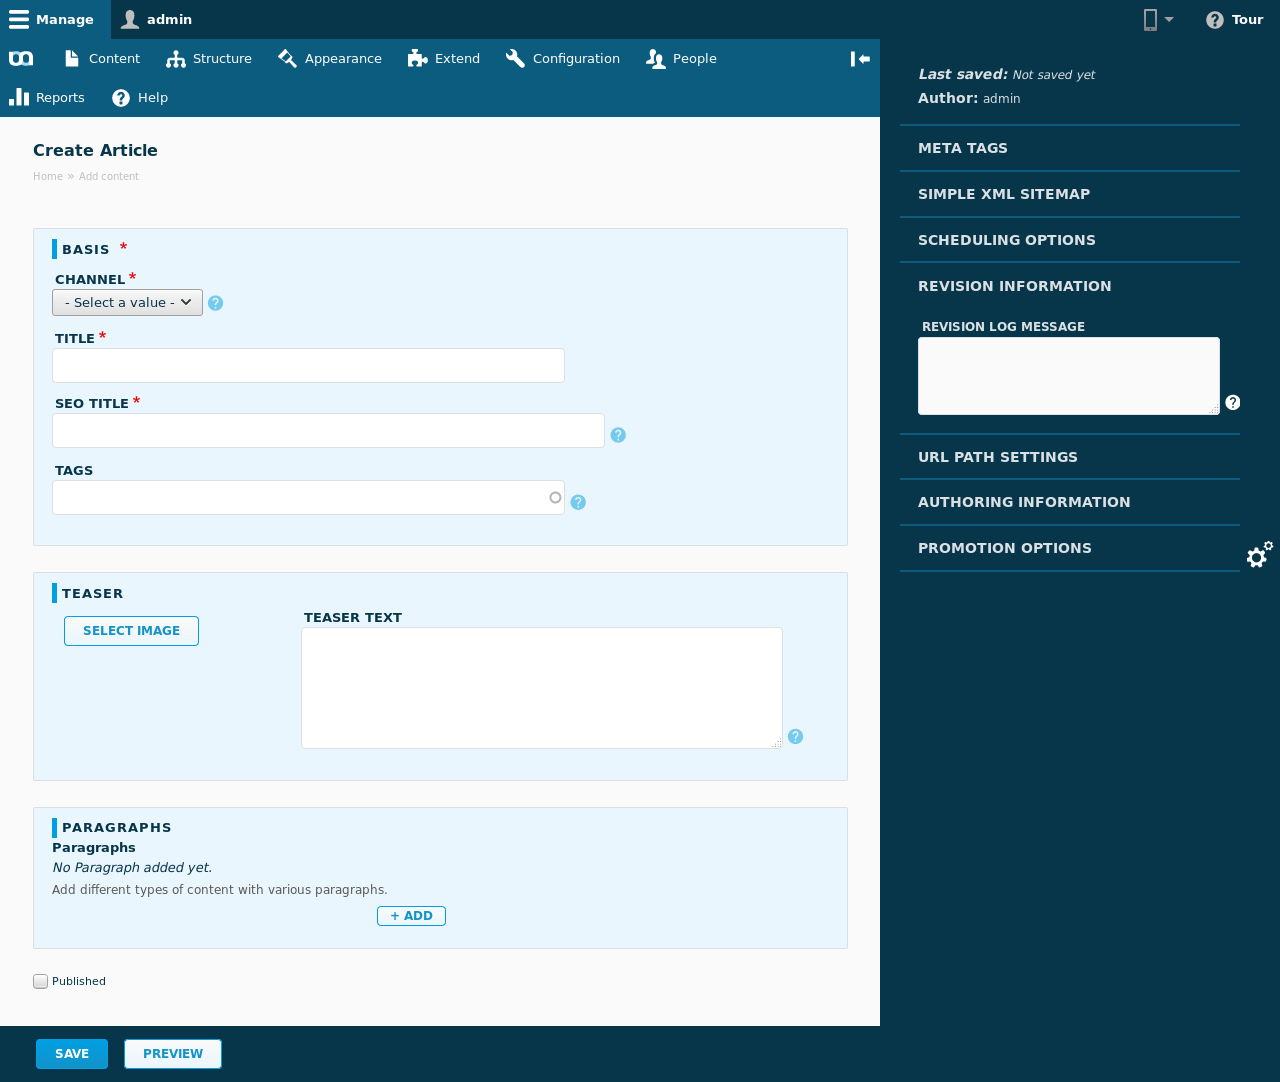 Manage admin Tour
Content Structure Appearance Extend Configuration People
Reports Help
Create Article
Home » Add content
BASIS *
CHANNEL *
- Select a value -
TITLE *
SEO TITLE *
TAGS
TEASER
SELECT IMAGE
TEASER TEXT
PARAGRAPHS
Paragraphs
No Paragraph added yet.
Add different types of content with various paragraphs.
+ ADD
Published
SAVE PREVIEW
Last saved: Not saved yet
Author: admin
META TAGS
SIMPLE XML SITEMAP
SCHEDULING OPTIONS
REVISION INFORMATION
REVISION LOG MESSAGE
URL PATH SETTINGS
AUTHORING INFORMATION
PROMOTION OPTIONS